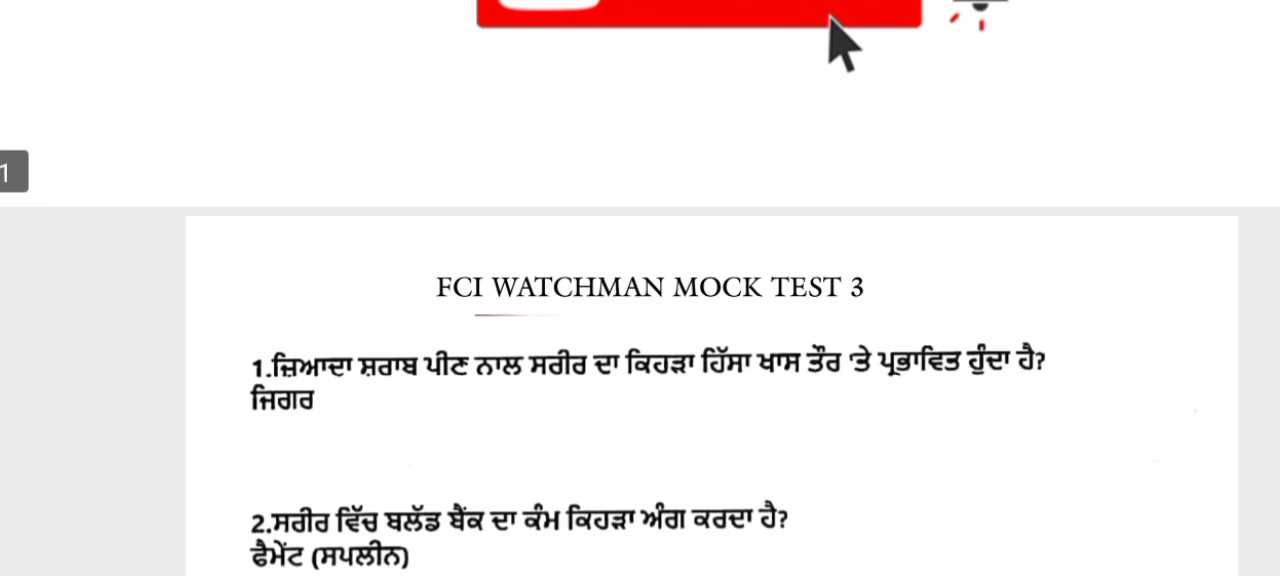 1
FCI WATCHMAN MOCK TEST 3
1.ਜ਼ਿਆਦਾ ਸ਼ਰਾਬ ਪੀਣ ਨਾਲ ਸਰੀਰ ਦਾ ਕਿਹੜਾ ਹਿੱਸਾ ਖਾਸ ਤੌਰ 'ਤੇ ਪ੍ਰਭਾਵਿਤ ਹੁੰਦਾ ਹੈ?
ਜਿਗਰ
2.ਸਰੀਰ ਵਿੱਚ ਬਲੱਡ ਬੈਂਕ ਦਾ ਕੰਮ ਕਿਹੜਾ ਅੰਗ ਕਰਦਾ ਹੈ?
ਫੈਮੇਂਟ (ਸਪਲੀਨ)